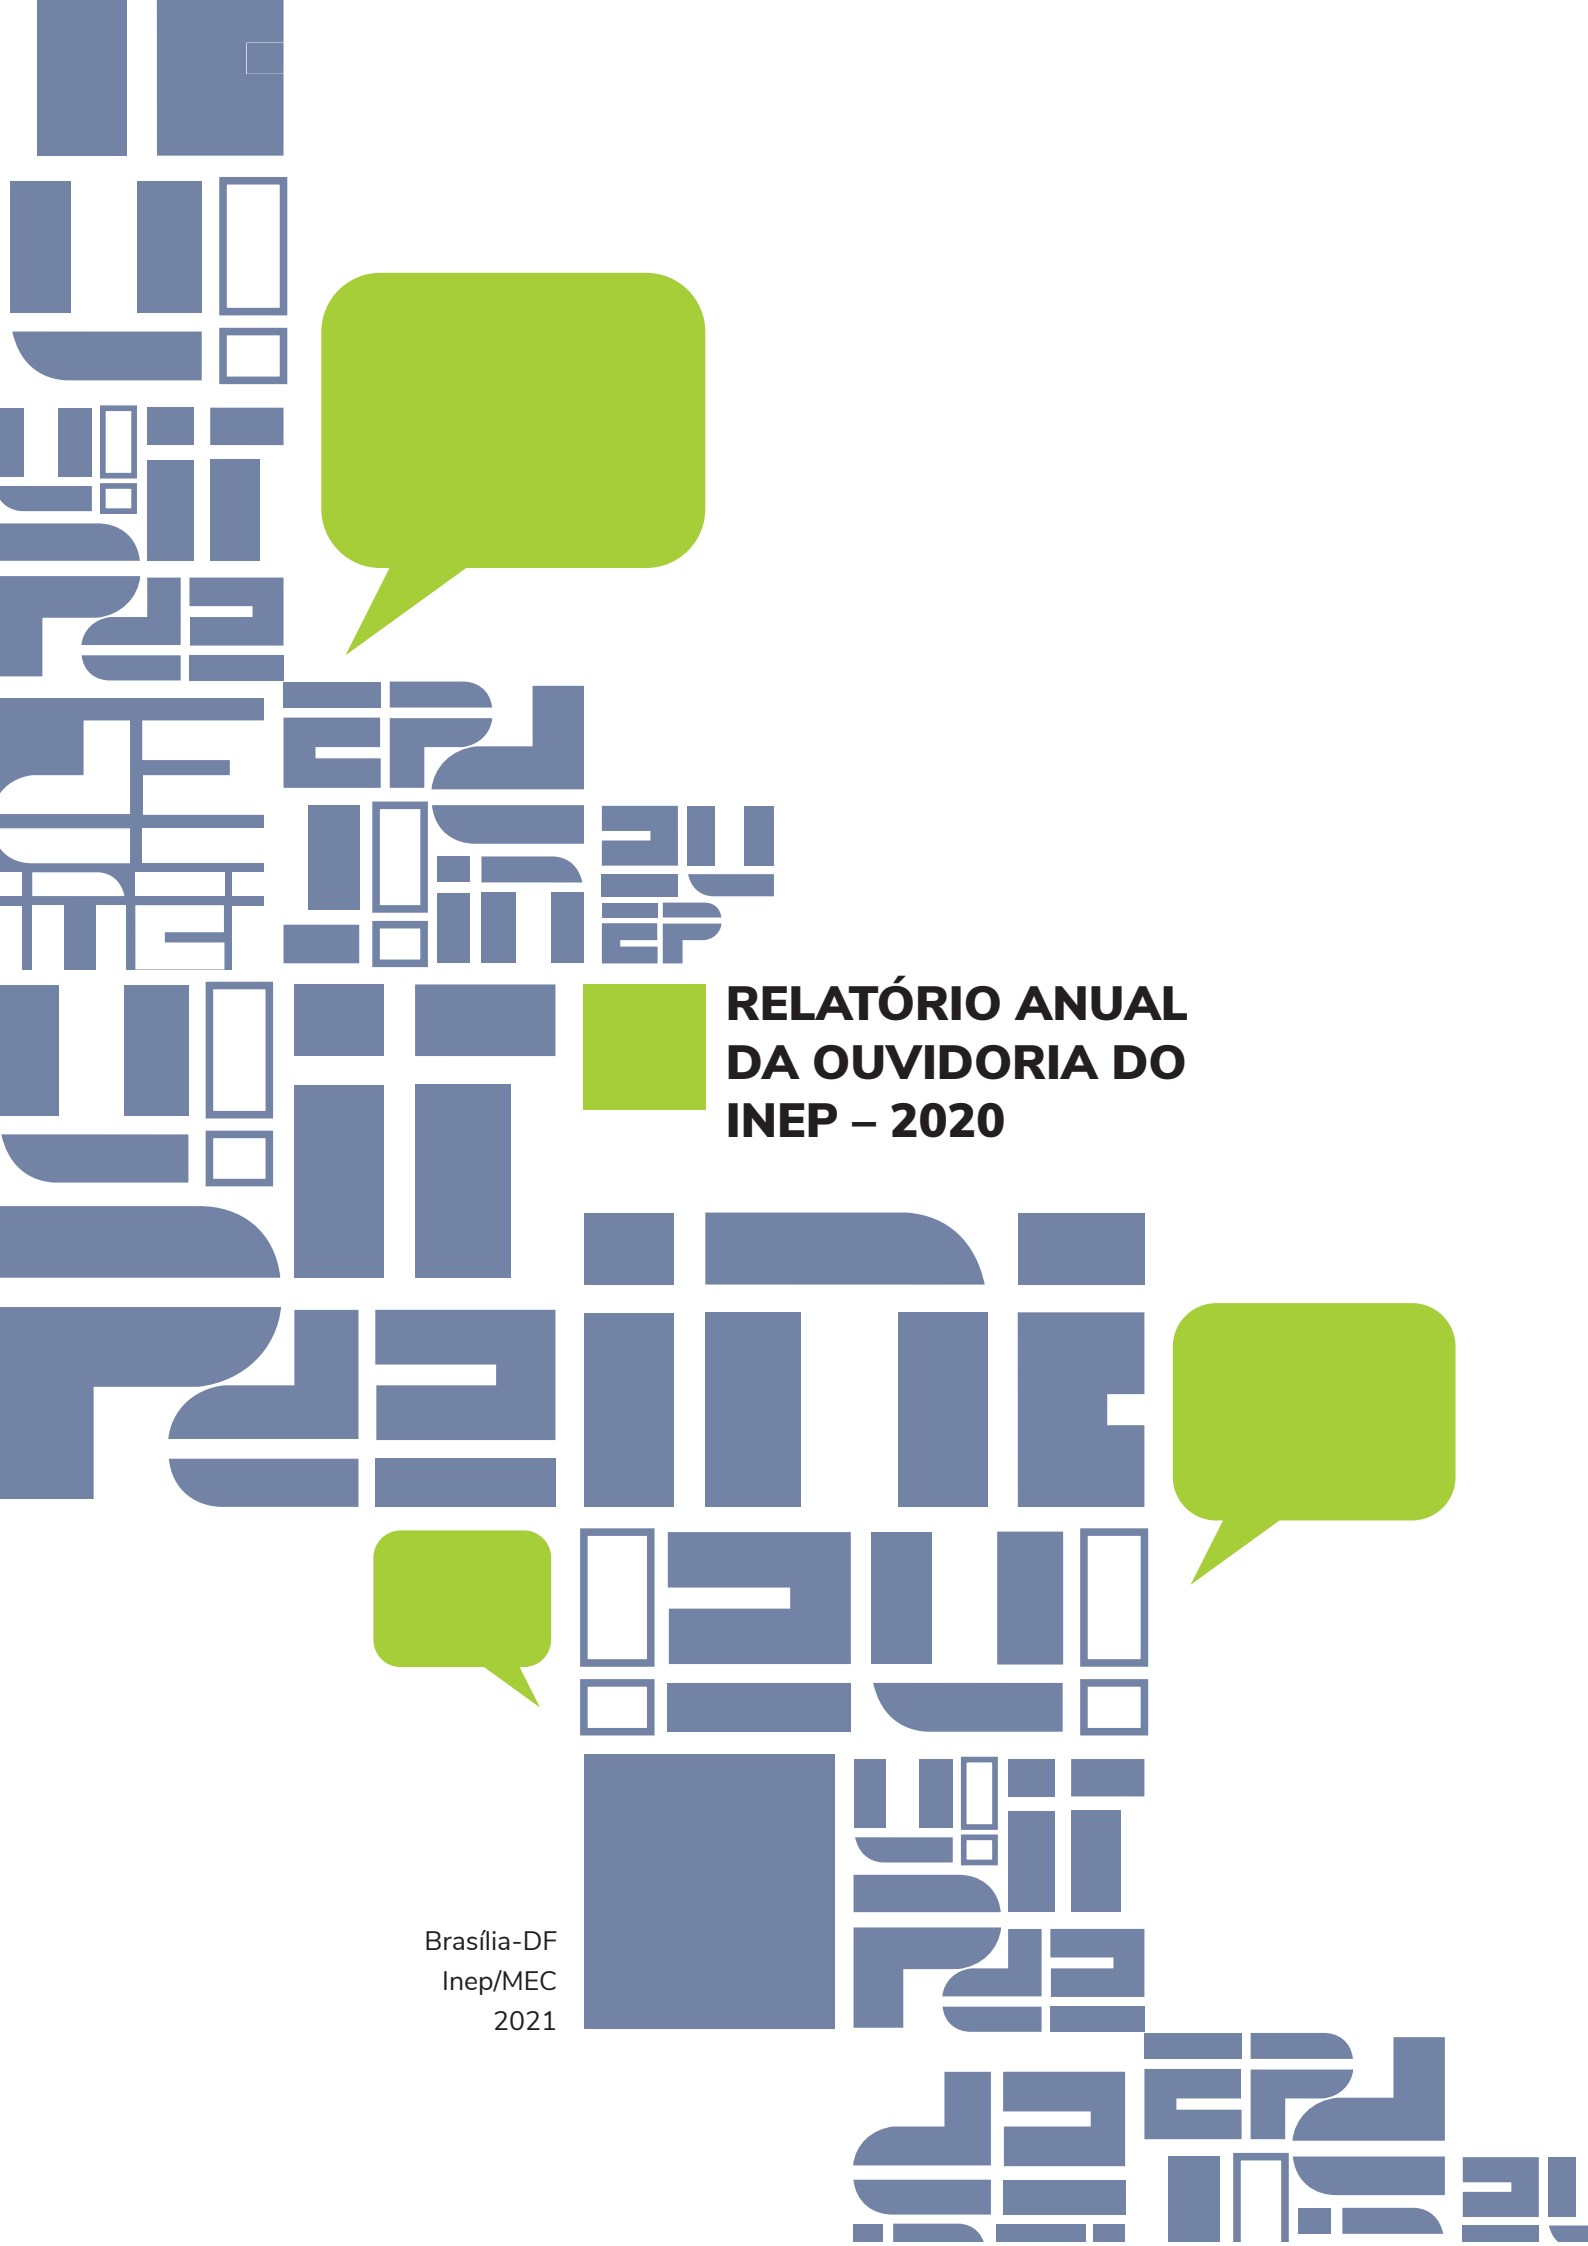 RELATÓRIO ANUAL
DA OUVIDORIA DO
INEP – 2020
Brasília-DF
Inep/MEC
2021